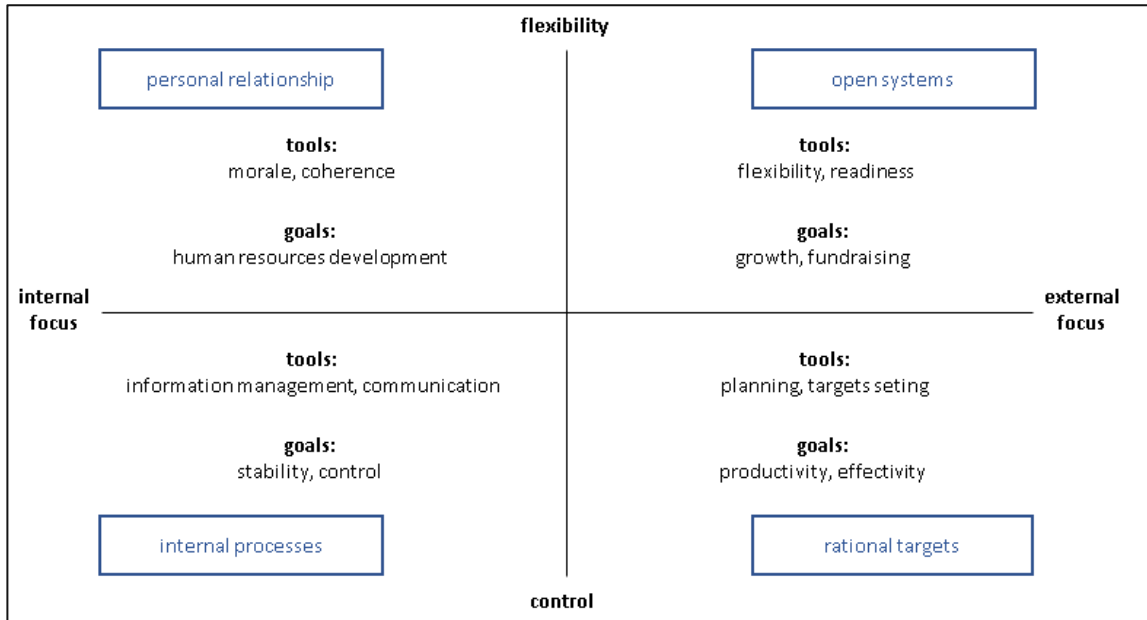 flexibility
personal relationship
open systems
tools:
morale, coherence
tools:
flexibility, readiness
goals:
human resources development
goals:
growth, fundraising
internal
focus
external
focus
tools:
information management, communication
tools:
planning, targets seting
goals:
stability, control
goals:
productivity, effectivity
internal processes
rational targets
control